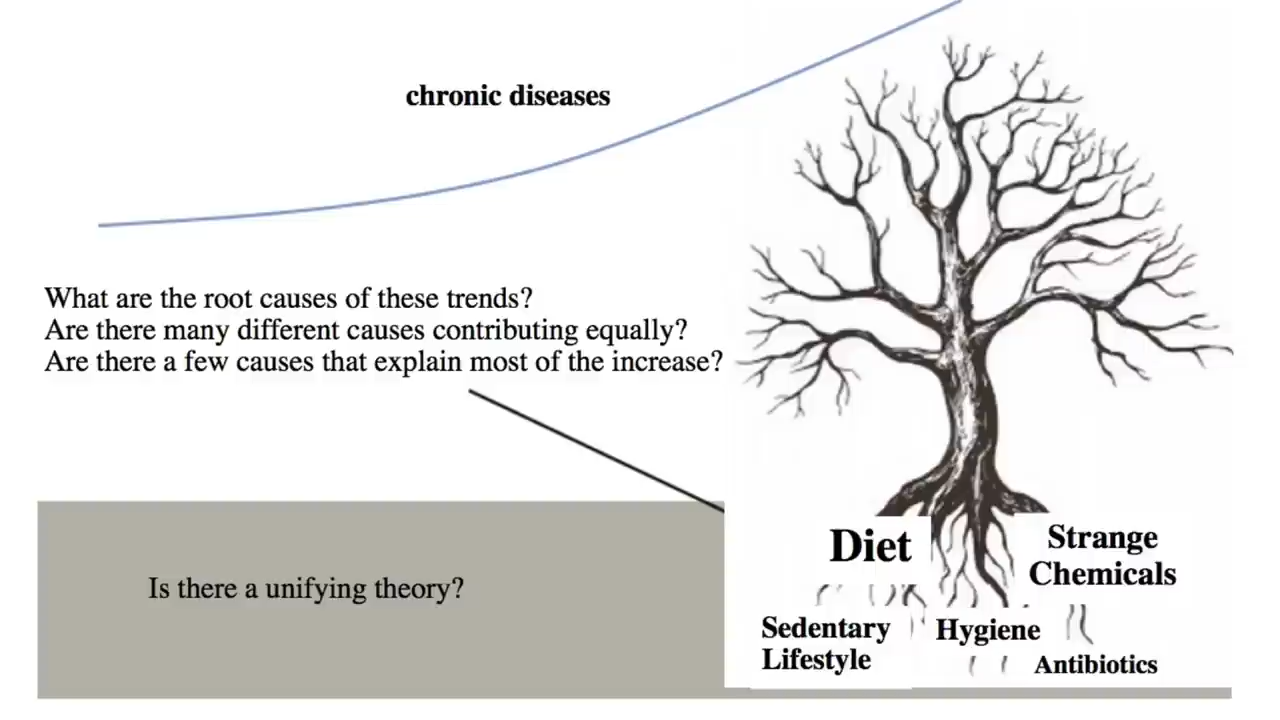 chronic diseases
What are the root causes of these trends?
Are there many different causes contributing equally?
Are there a few causes that explain most of the increase?
Is there a unifying theory?
Diet
Strange
Chemicals
Sedentary
Lifestyle
Hygiene
Antibiotics